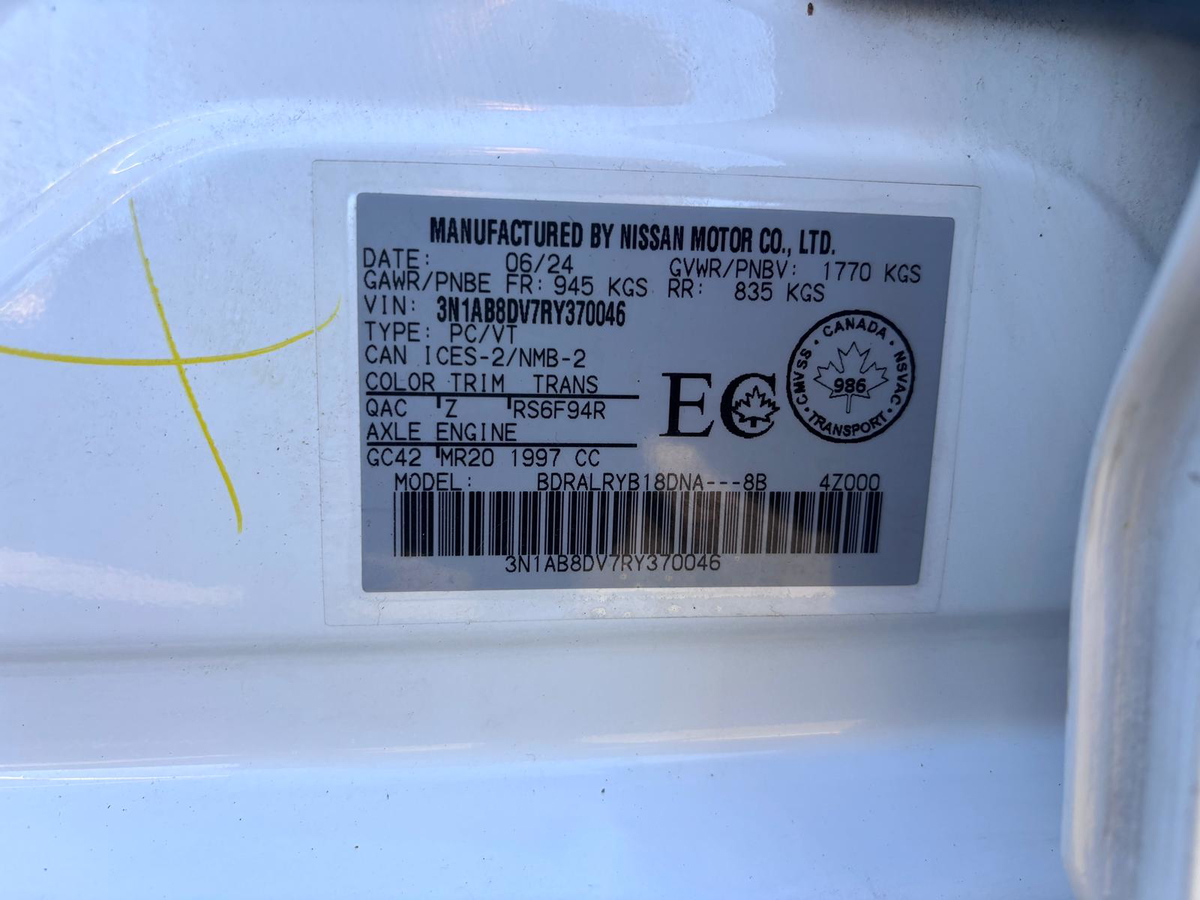 MANUFACTURED BY NISSAN MOTOR CO., LTD.
DATE: 06/24 GVWR/PNBV: 1770 KGS
GAWR/PNBE FR: 945 KGS RR: 835 KGS
VIN: 3N1AB8DV7RY370046
TYPE: PC/VT
CAN ICES-2/NMB-2
COLOR TRIM TRANS
QAC Z RS6F94R
AXLE ENGINE
GC42 MR20 1997 CC
EC
CANADA
CMVSS NSVAC
986
TRANSPORT
MODEL: BDRALRYB18DNA---8B 4Z000
3N1AB8DV7RY370046